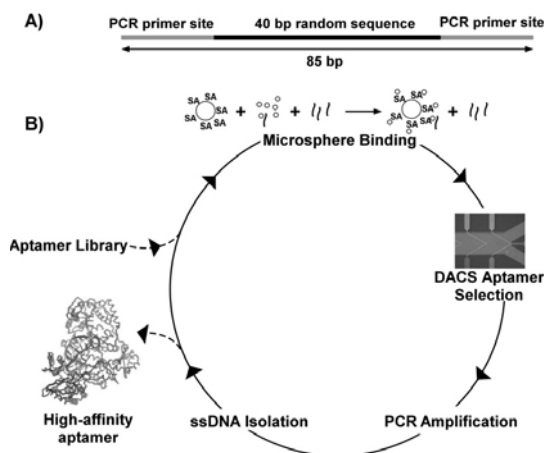 A)
PCR primer site 40 bp random sequence PCR primer site
85 bp
B)
SA SA SA SA SA SA + + → SA SA SA SA SA SA +
Microsphere Binding
Aptamer Library
DACS Aptamer
Selection
High-affinity
aptamer
ssDNA Isolation
PCR Amplification